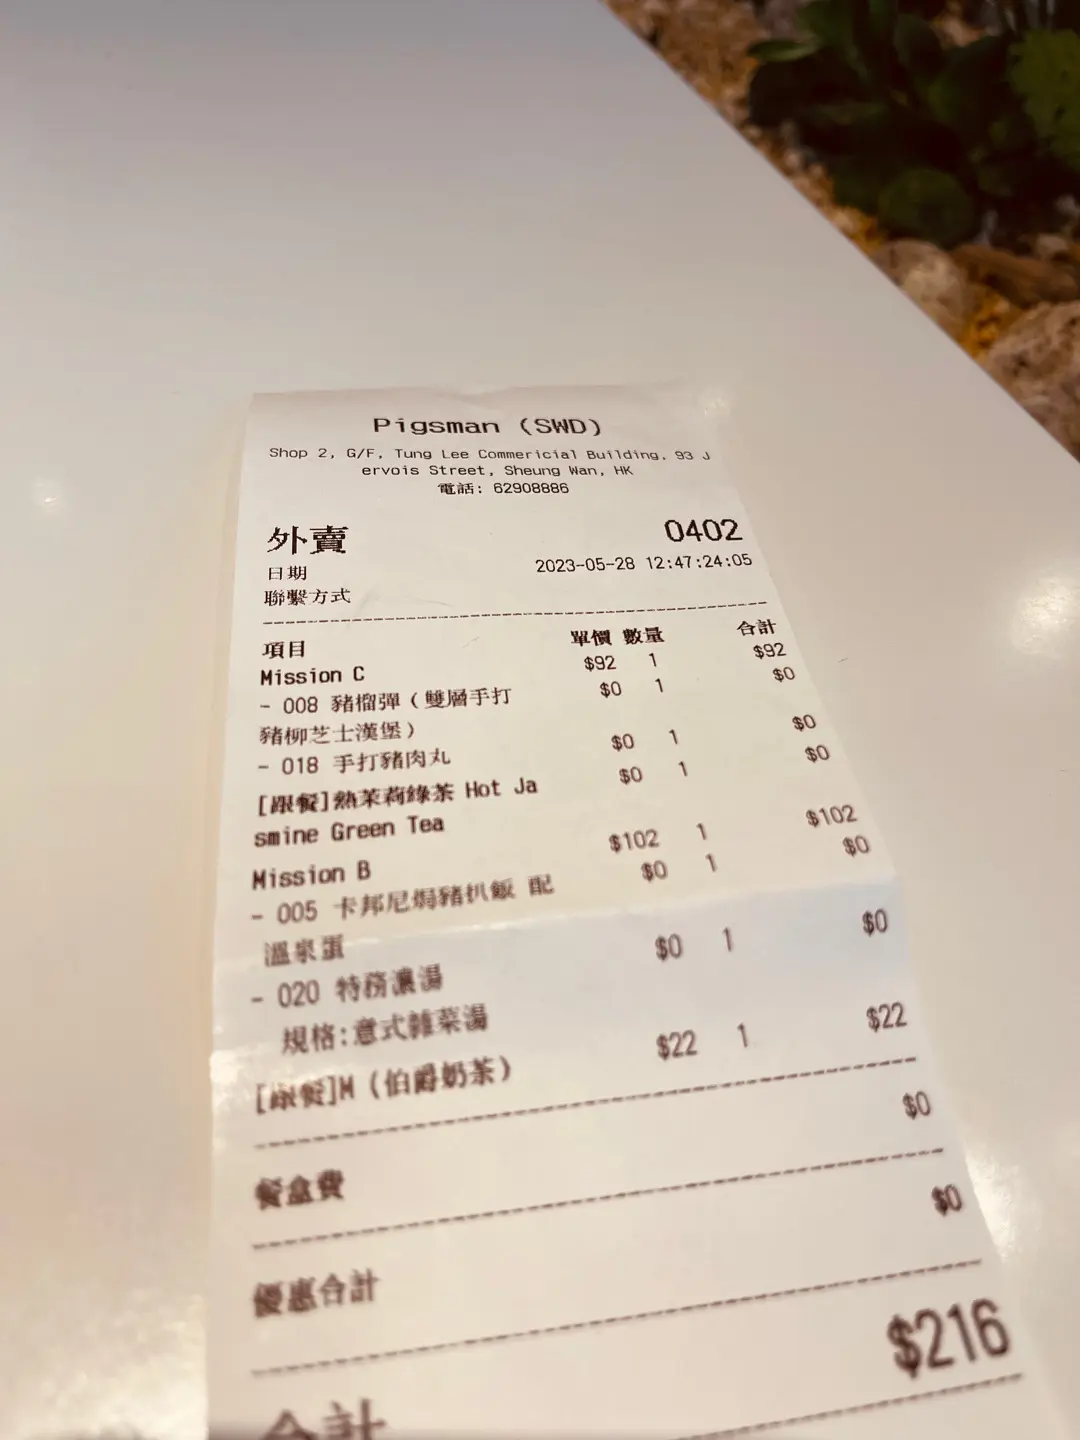 Pigsman (SWD)
Shop 2, G/F, Tung Lee Commericial Building, 93 J
ervois Street, Sheung Wan, HK
電話: 62908886
外賣 0402
日期 2023-05-28 12:47:24:05
聯繫方式
項目 單價 數量 合計
Mission C $92 1 $92
- 008 豬榴彈（雙層手打 $0 1 $0
豬柳芝士漢堡）
- 018 手打豬肉丸 $0 1 $0
[跟餐]熱茉莉綠茶 Hot Ja $0 1 $0
smine Green Tea
Mission B $102 1 $102
- 005 卡邦尼焗豬扒飯 配 $0 1 $0
溫泉蛋
- 020 特務濃湯 $0 1 $0
規格:意式雜菜湯
[跟餐]M (伯爵奶茶) $22 1 $22
餐盒費 $0
優惠合計 $0
合計 $216